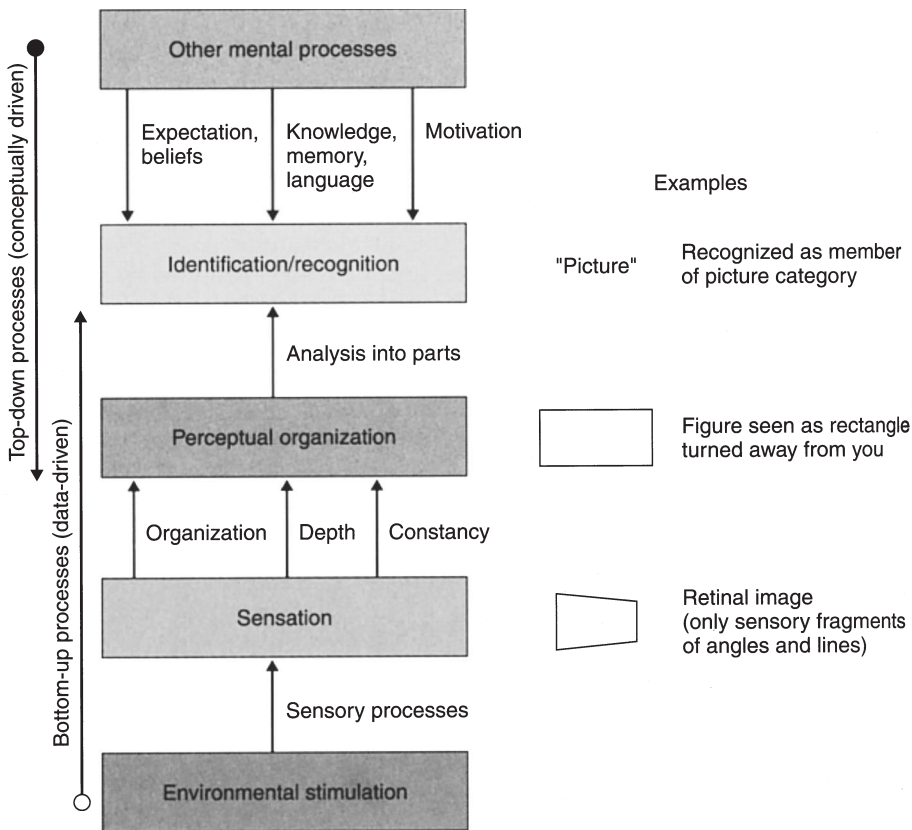 Other mental processes
Expectation,
beliefs
Knowledge,
memory,
language
Motivation
Examples
Identification/recognition
"Picture"
Recognized as member
of picture category
Analysis into parts
Perceptual organization
Figure seen as rectangle
turned away from you
Organization
Depth
Constancy
Sensation
Retinal image
(only sensory fragments
of angles and lines)
Sensory processes
Environmental stimulation
Top-down processes (conceptually driven)
Bottom-up processes (data-driven)